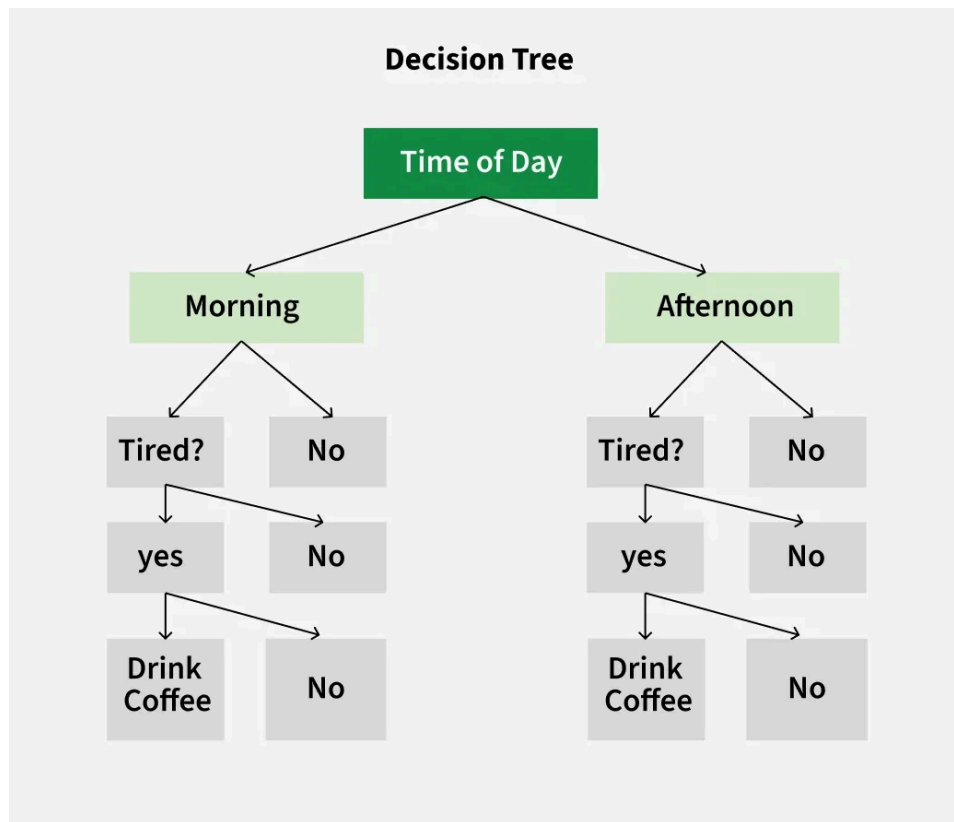 Decision Tree
Time of Day
Morning
Afternoon
Tired?
No
Tired?
No
yes
No
yes
No
Drink
Coffee
No
Drink
Coffee
No